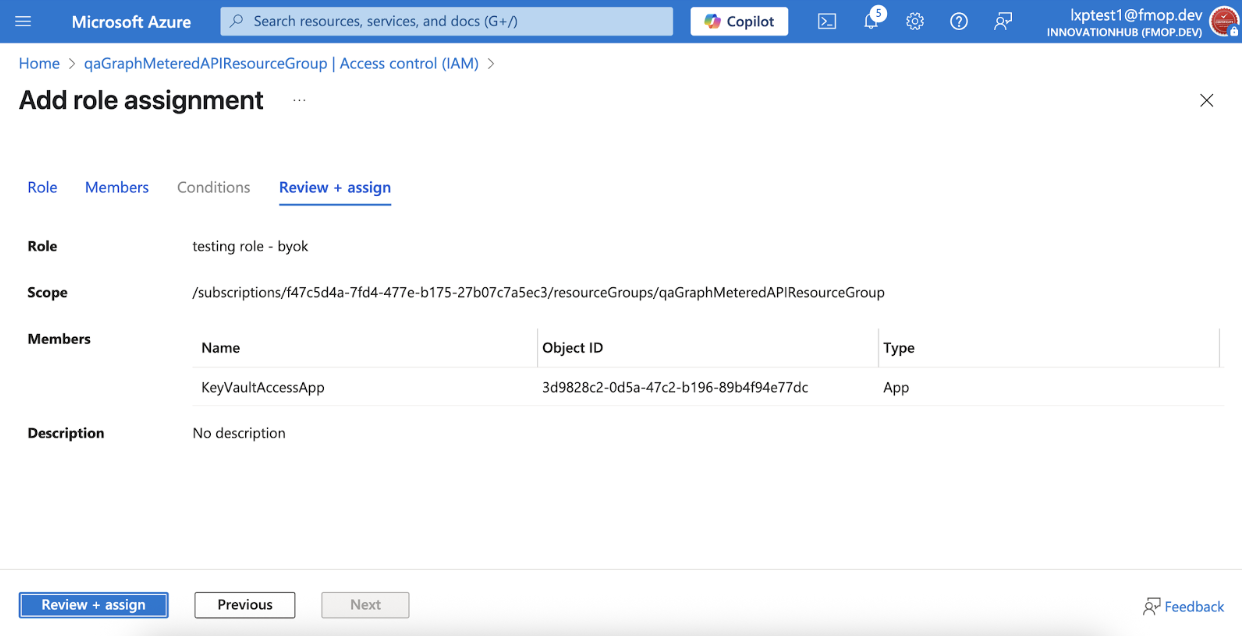 Microsoft Azure
Search resources, services, and docs (G+/)
Copilot
5
lxptest1@fmop.dev
INNOVATIONHUB (FMOP.DEV)
Home > qaGraphMeteredAPIResourceGroup | Access control (IAM) >
Add role assignment ...
Role Members Conditions Review + assign
Role testing role - byok
Scope /subscriptions/f47c5d4a-7fd4-477e-b175-27b07c7a5ec3/resourceGroups/qaGraphMeteredAPIResourceGroup
Members
Name Object ID Type
KeyVaultAccessApp 3d9828c2-0d5a-47c2-b196-89b4f94e77dc App
Description No description
Review + assign Previous Next Feedback